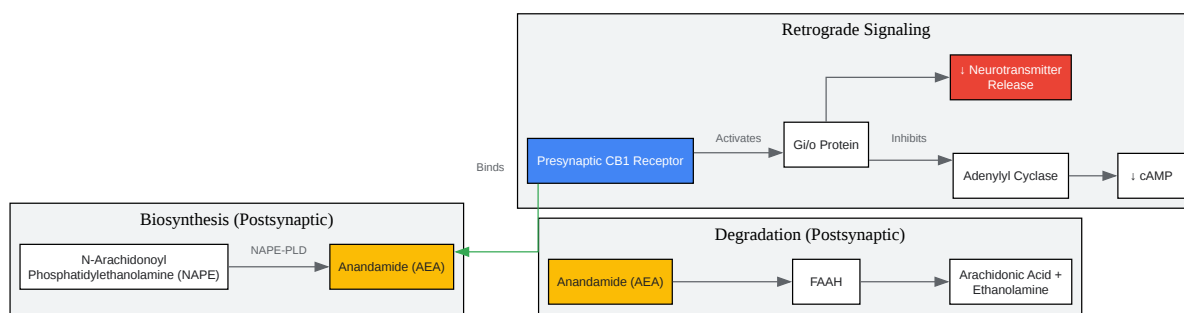 Retrograde Signaling
↓ Neurotransmitter
Release
Presynaptic CB1 Receptor
Activates
Gi/o Protein
Inhibits
Adenylyl Cyclase
↓ cAMP
Binds
Biosynthesis (Postsynaptic)
N-Arachidonoyl
Phosphatidylethanolamine (NAPE)
NAPE-PLD
Anandamide (AEA)
Degradation (Postsynaptic)
Anandamide (AEA)
FAAH
Arachidonic Acid +
Ethanolamine